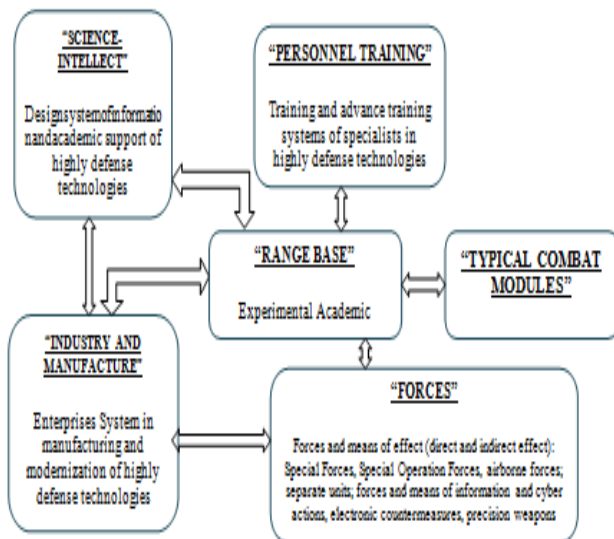 "SCIENCE-
INTELLECT"
Designsystemofinformatio
nandacademic support of
highly defense
technologies
"PERSONNEL TRAINING"
Training and advance training
systems of specialists in
highly defense technologies
"RANGE BASE"
Experimental Academic
"TYPICAL COMBAT
MODULES"
"INDUSTRY AND
MANUFACTURE"
Enterprises System in
manufacturing and
modernization of highly
defense technologies
"FORCES"
Forces and means of effect (direct and indirect effect):
Special Forces, Special Operation Forces, airborne forces;
separate units; forces and means of information and cyber
actions, electronic countermeasures, precision weapons